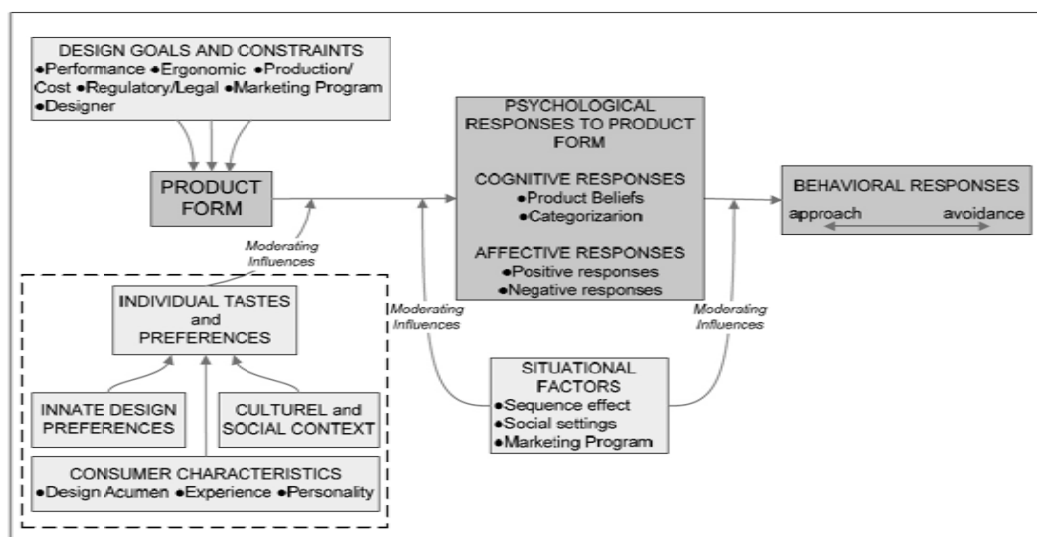 DESIGN GOALS AND CONSTRAINTS
●Performance ●Ergonomic ●Production/
Cost ●Regulatory/Legal ●Marketing Program
●Designer
PRODUCT
FORM
Moderating
Influences
INDIVIDUAL TASTES
and
PREFERENCES
INNATE DESIGN
PREFERENCES
CULTUREL and
SOCIAL CONTEXT
CONSUMER CHARACTERISTICS
●Design Acumen ●Experience ●Personality
PSYCHOLOGICAL
RESPONSES TO PRODUCT
FORM
COGNITIVE RESPONSES
●Product Beliefs
●Categorizarion
AFFECTIVE RESPONSES
●Positive responses
●Negative responses
Moderating
Influences
Moderating
Influences
SITUATIONAL
FACTORS
●Sequence effect
●Social settings
●Marketing Program
BEHAVIORAL RESPONSES
approach avoidance